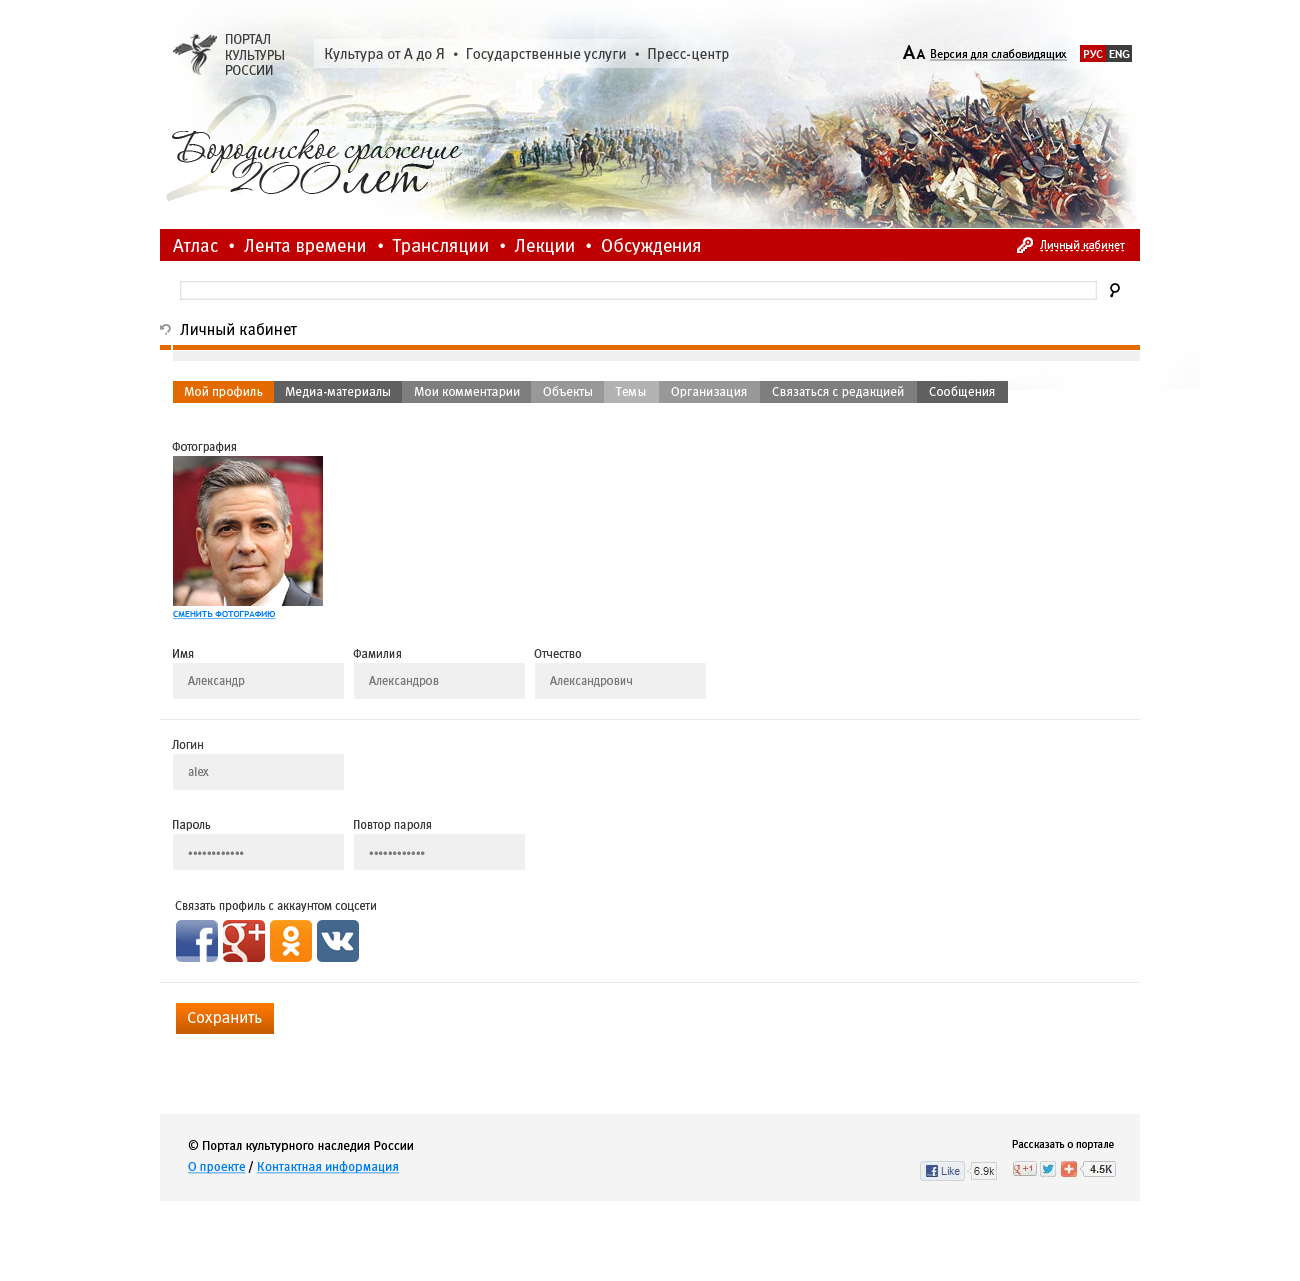 ПОРТАЛ
КУЛЬТУРЫ
РОССИИ
Культура от А до Я • Государственные услуги • Пресс-центр
АА Версия для слабовидящих
РУС ENG
Бородинское сражение
200 лет
Атлас • Лента времени • Трансляции • Лекции • Обсуждения
Личный кабинет
Личный кабинет
Мой профиль Медиа-материалы Мои комментарии Объекты Темы Организация Связаться с редакцией Сообщения
Фотография
СМЕНИТЬ ФОТОГРАФИЮ
Имя Фамилия Отчество
Александр Александров Александрович
Логин
alex
Пароль Повтор пароля
•••••••••••• ••••••••••••
Связать профиль с аккаунтом соцсети
f g+ вк
Сохранить
© Портал культурного наследия России
Рассказать о портале
О проекте / Контактная информация
f Like 6.9k g+1 4.5K